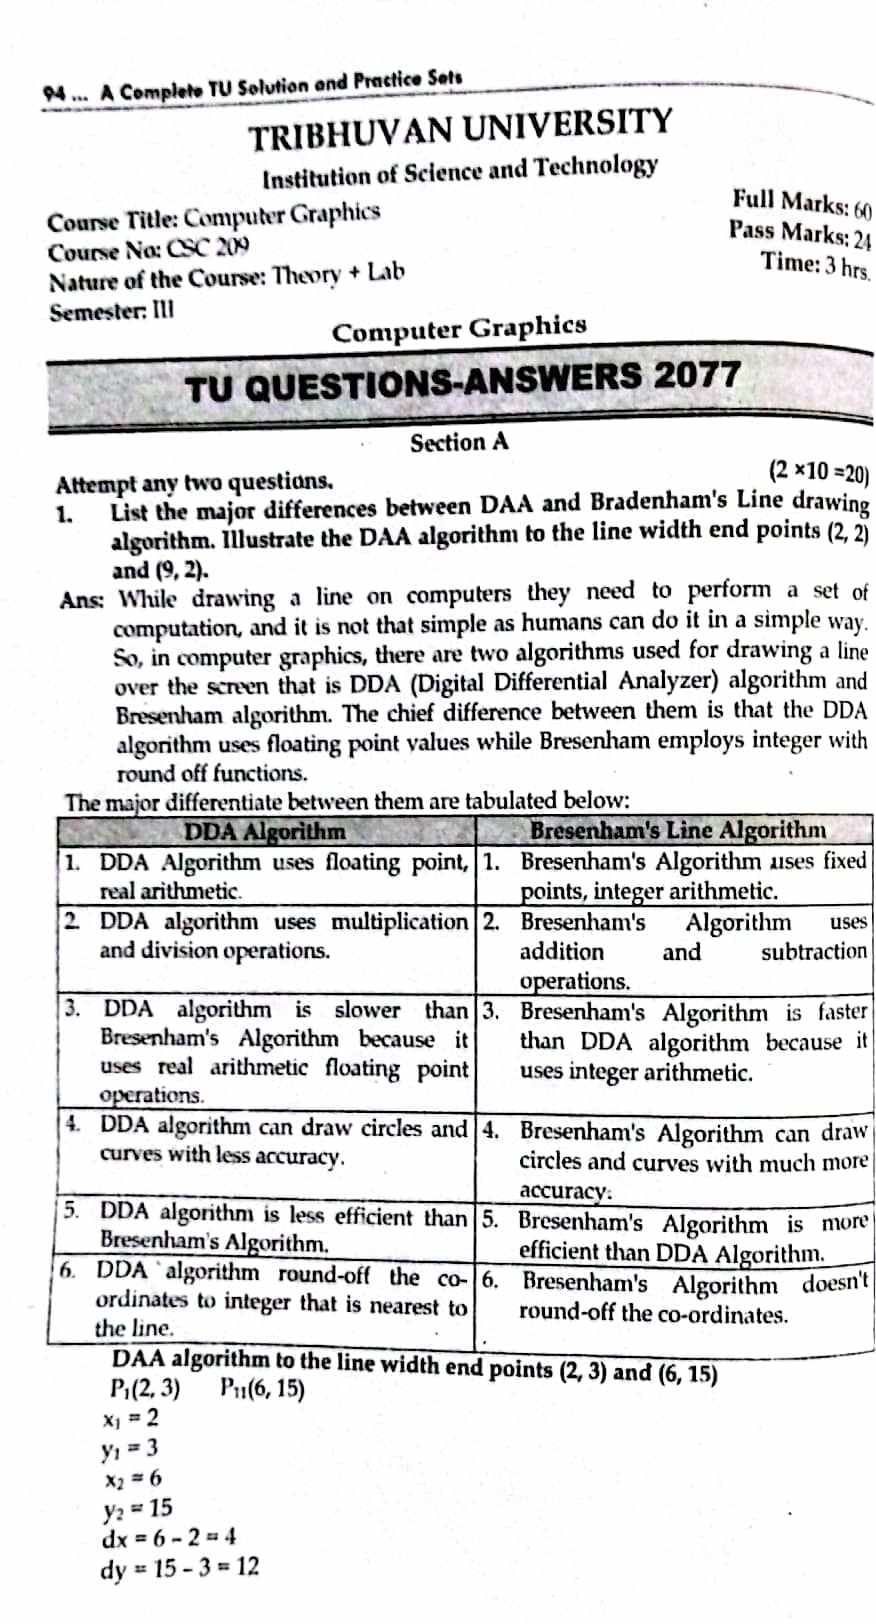 94 ... A Complete TU Solution and Practice Sets
TRIBHUVAN UNIVERSITY
Institution of Science and Technology
Course Title: Computer Graphics
Full Marks: 60
Course No: CSC 209
Pass Marks: 24
Nature of the Course: Theory + Lab
Time: 3 hrs.
Semester: III
Computer Graphics
TU QUESTIONS-ANSWERS 2077
Section A
Attempt any two questions.
(2 ×10 =20)
1. List the major differences between DAA and Bradenham's Line drawing
algorithm. Illustrate the DAA algorithm to the line width end points (2, 2)
and (9, 2).
Ans: While drawing a line on computers they need to perform a set of
computation, and it is not that simple as humans can do it in a simple way.
So, in computer graphics, there are two algorithms used for drawing a line
over the screen that is DDA (Digital Differential Analyzer) algorithm and
Bresenham algorithm. The chief difference between them is that the DDA
algorithm uses floating point values while Bresenham employs integer with
round off functions.
The major differentiate between them are tabulated below:
DDA Algorithm
Bresenham's Line Algorithm
1. DDA Algorithm uses floating point,
real arithmetic.
1. Bresenham's Algorithm uses fixed
points, integer arithmetic.
2. DDA algorithm uses multiplication
and division operations.
2. Bresenham's Algorithm uses
addition and subtraction
operations.
3. DDA algorithm is slower than
Bresenham's Algorithm because it
uses real arithmetic floating point
operations.
3. Bresenham's Algorithm is faster
than DDA algorithm because it
uses integer arithmetic.
4. DDA algorithm can draw circles and
curves with less accuracy.
4. Bresenham's Algorithm can draw
circles and curves with much more
accuracy.
5. DDA algorithm is less efficient than
Bresenham's Algorithm.
5. Bresenham's Algorithm is more
efficient than DDA Algorithm.
6. DDA algorithm round-off the co-
ordinates to integer that is nearest to
the line.
6. Bresenham's Algorithm doesn't
round-off the co-ordinates.
DAA algorithm to the line width end points (2, 3) and (6, 15)
P₁(2, 3) P₁₁(6, 15)
x₁ = 2
y₁ = 3
x₂ = 6
y₂ = 15
dx = 6 – 2 = 4
dy = 15 – 3 = 12